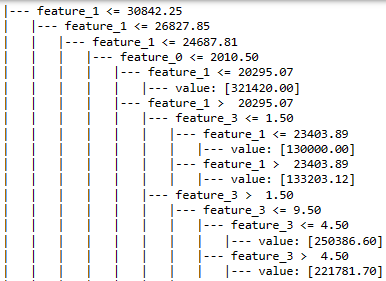 |--- feature_1 <= 30842.25
|   |--- feature_1 <= 26827.85
|   |   |--- feature_1 <= 24687.81
|   |   |   |--- feature_0 <= 2010.50
|   |   |   |   |--- feature_1 <= 20295.07
|   |   |   |   |   |--- value: [321420.00]
|   |   |   |   |--- feature_1 >  20295.07
|   |   |   |   |   |--- feature_3 <= 1.50
|   |   |   |   |   |   |--- feature_1 <= 23403.89
|   |   |   |   |   |   |   |--- value: [130000.00]
|   |   |   |   |   |   |--- feature_1 >  23403.89
|   |   |   |   |   |   |   |--- value: [133203.12]
|   |   |   |   |   |--- feature_3 >  1.50
|   |   |   |   |   |   |--- feature_3 <= 9.50
|   |   |   |   |   |   |   |--- feature_3 <= 4.50
|   |   |   |   |   |   |   |   |--- value: [250386.60]
|   |   |   |   |   |   |   |--- feature_3 >  4.50
|   |   |   |   |   |   |   |   |--- value: [221781.70]